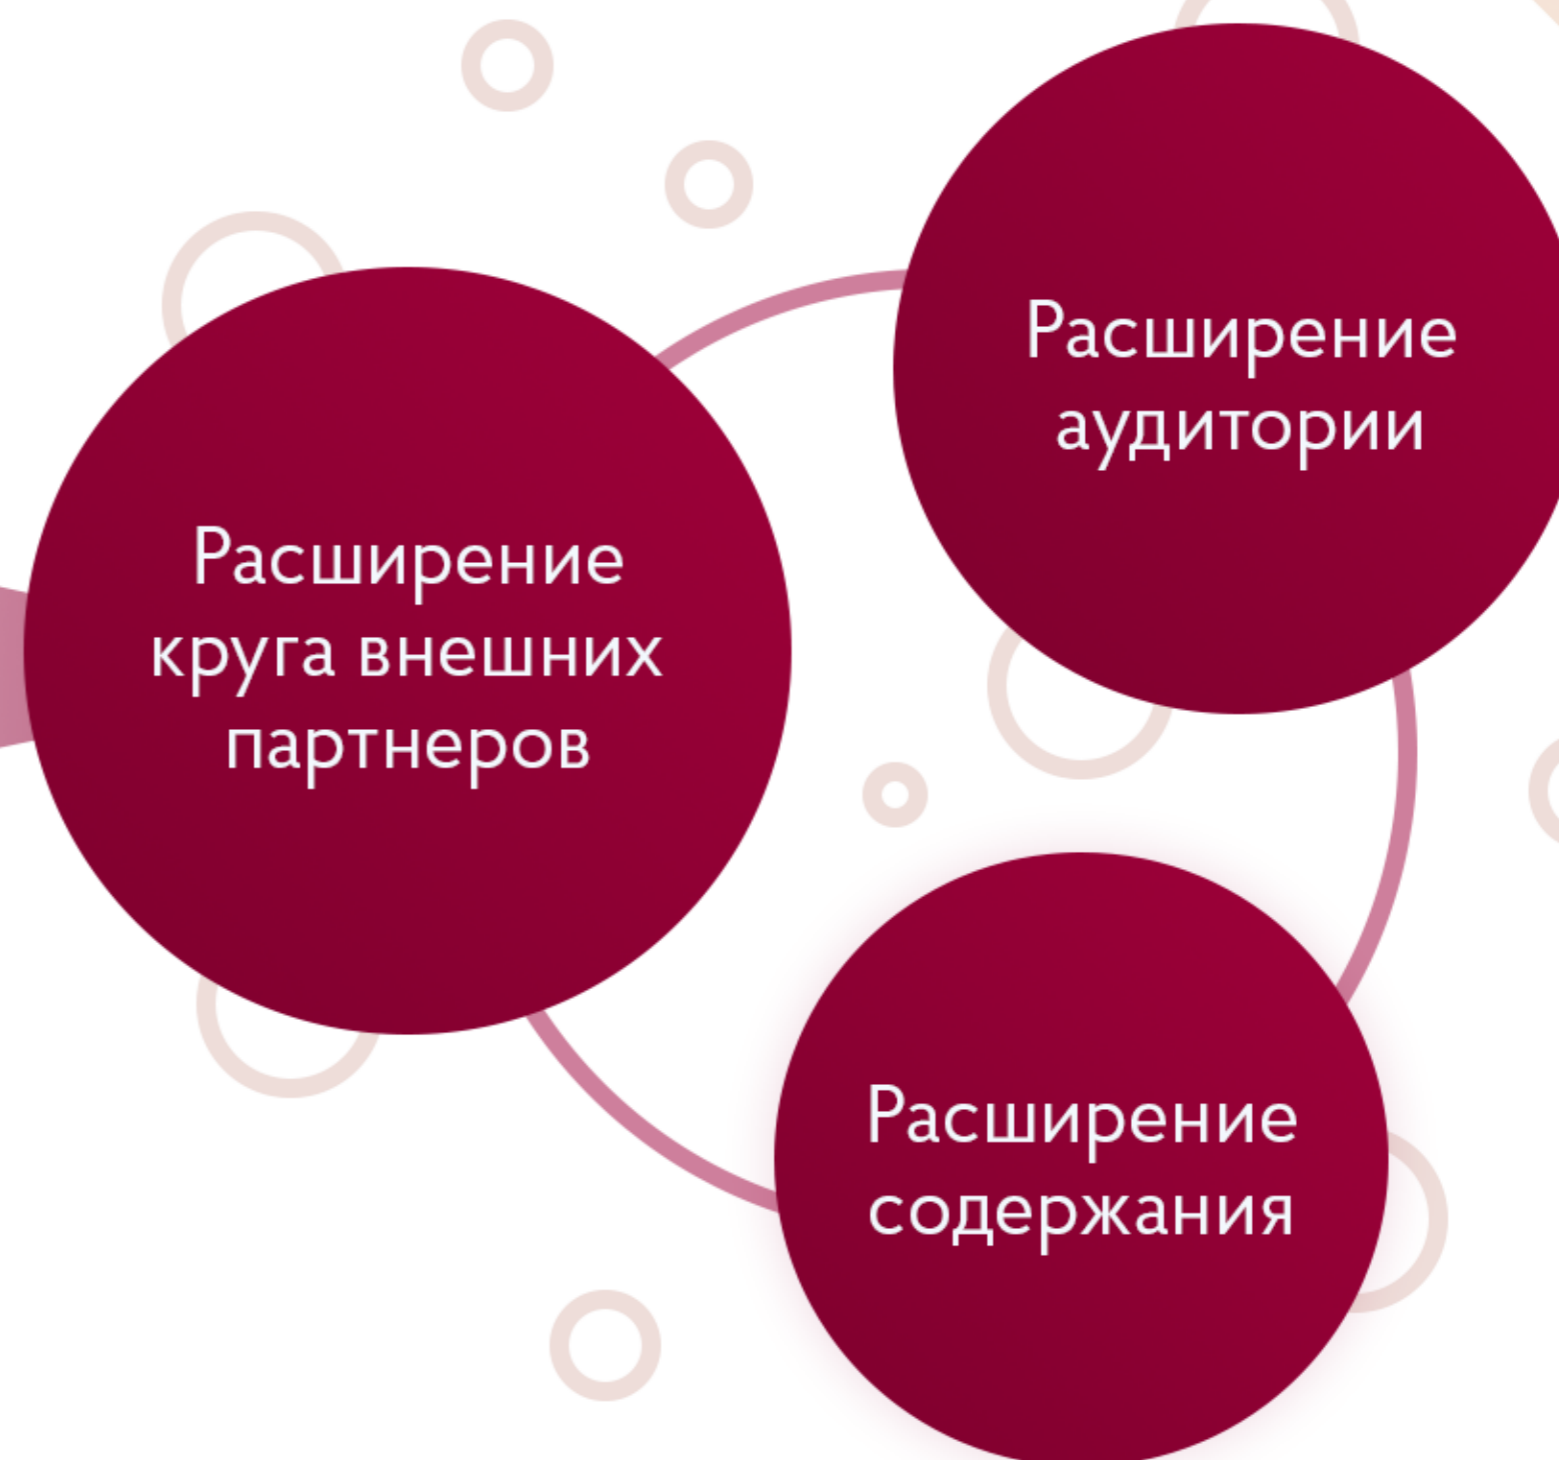 Расширение
круга внешних
партнеров
Расширение
аудитории
Расширение
содержания